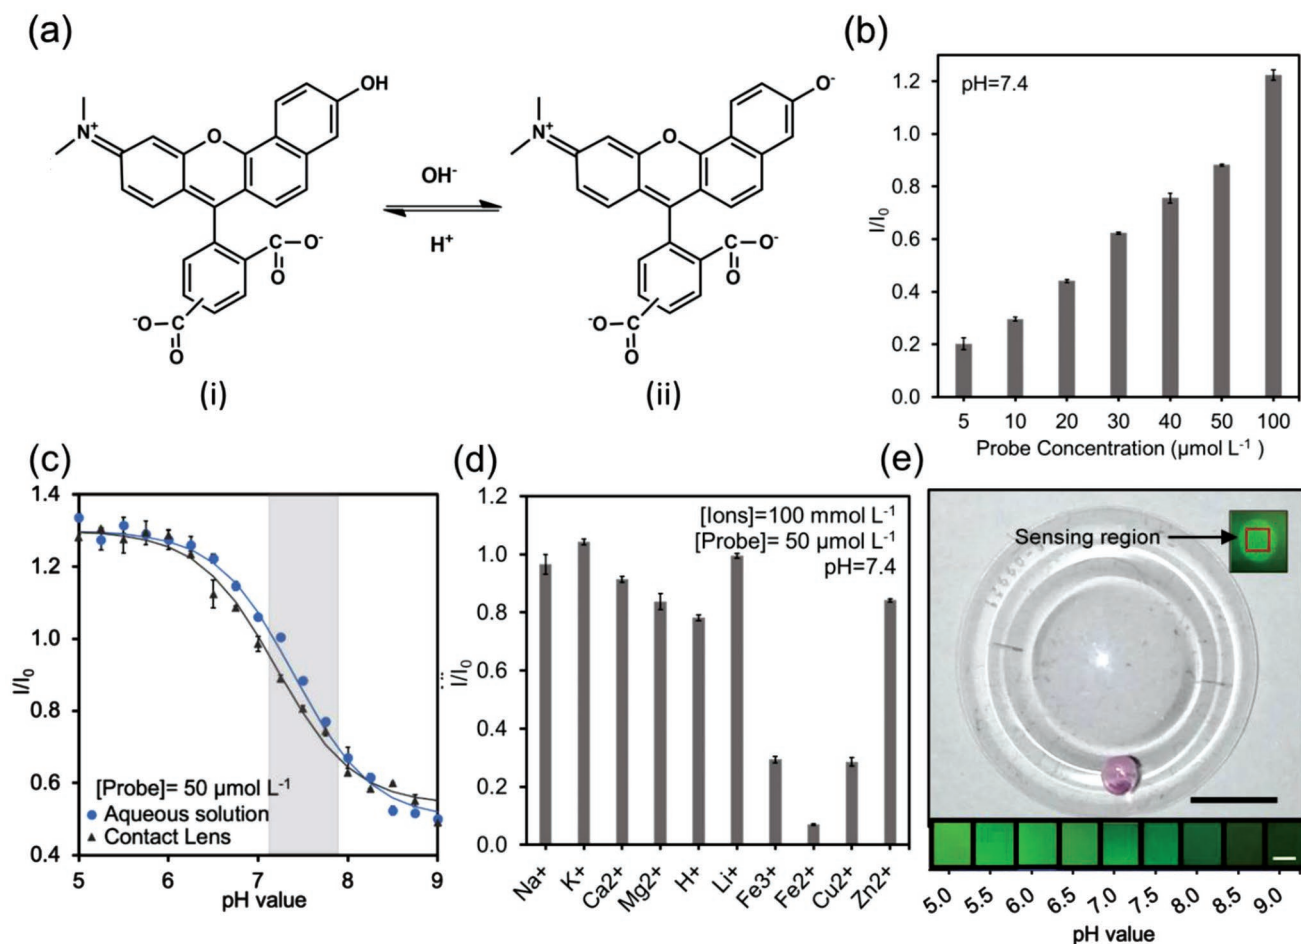 (a)
OH
N+
O
C
O-
O
-O
C
O
(i)
OH-
H+
O-
N+
O
C
O-
O
-O
C
O
(ii)
(b)
pH=7.4
I/I0
1.2
1.0
0.8
0.6
0.4
0.2
0.0
5 10 20 30 40 50 100
Probe Concentration (µmol L-1 )
(c)
I/I0
1.4
1.2
1.0
0.8
0.6
0.4
[Probe]= 50 µmol L-1
Aqueous solution
Contact Lens
5 6 7 8 9
pH value
(d)
I/I0
1.2
1.0
0.8
0.6
0.4
0.2
0.0
[Ions]=100 mmol L-1
[Probe]= 50 µmol L-1
pH=7.4
Na+ K+ Ca2+ Mg2+ H+ Li+ Fe3+ Fe2+ Cu2+ Zn2+
(e)
Sensing region
5.0 5.5 6.0 6.5 7.0 7.5 8.0 8.5 9.0
pH value